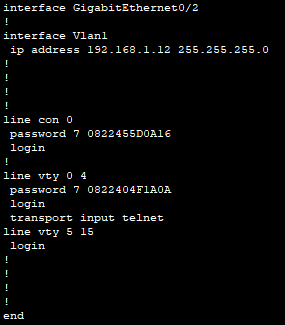 interface GigabitEthernet0/2
!
interface Vlan1
 ip address 192.168.1.12 255.255.255.0
!
!
!
!
line con 0
 password 7 0822455D0A16
 login
!
line vty 0 4
 password 7 0822404F1A0A
 login
 transport input telnet
line vty 5 15
 login
!
!
!
!
end